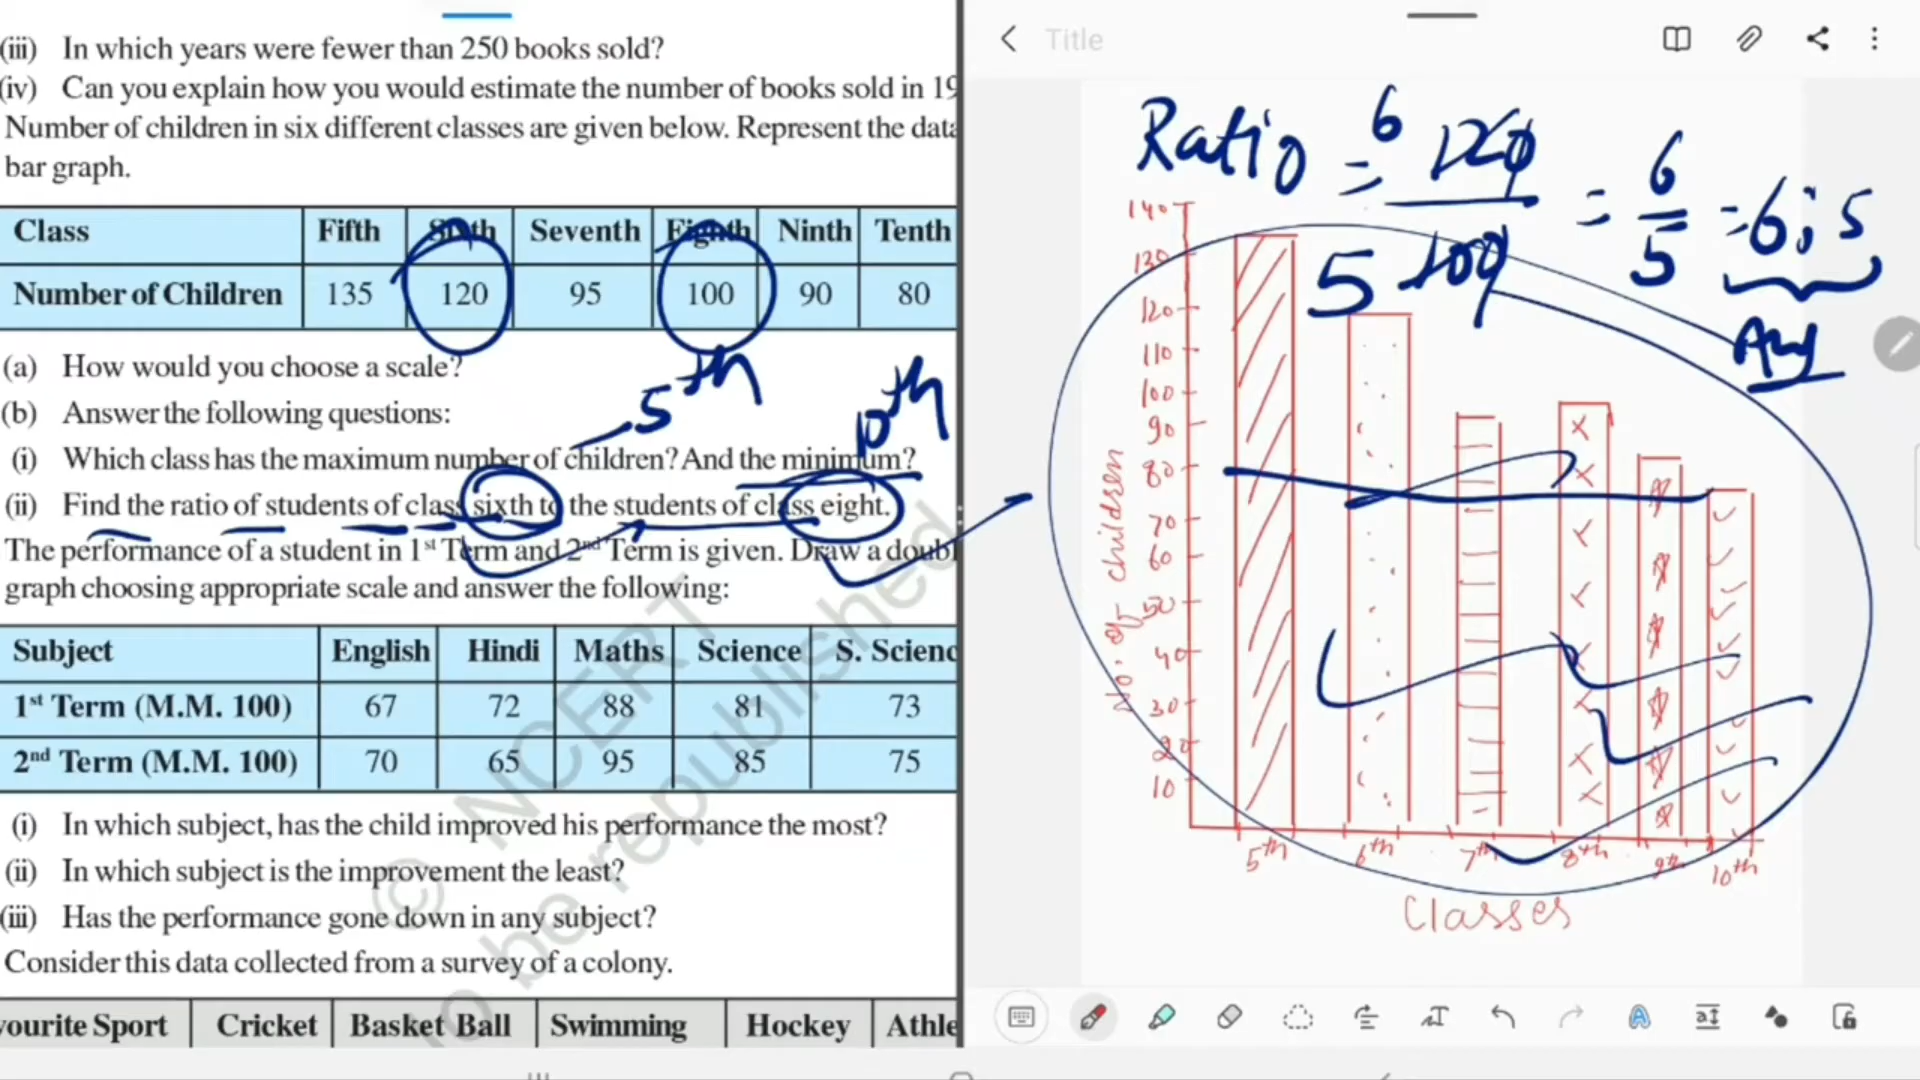 (iii) In which years were fewer than 250 books sold?
(iv) Can you explain how you would estimate the number of books sold in 19
Number of children in six different classes are given below. Represent the data
bar graph.
Class Fifth Sixth Seventh Eighth Ninth Tenth
Number of Children 135 120 95 100 90 80
(a) How would you choose a scale?
(b) Answer the following questions:
5th
10th
(i) Which class has the maximum number of children? And the minimum?
(ii) Find the ratio of students of class sixth to the students of class eight.
The performance of a student in 1st Term and 2nd Term is given. Draw a doubl
graph choosing appropriate scale and answer the following:
Subject English Hindi Maths Science S. Scienc
1st Term (M.M. 100) 67 72 88 81 73
2nd Term (M.M. 100) 70 65 95 85 75
(i) In which subject, has the child improved his performance the most?
(ii) In which subject is the improvement the least?
(iii) Has the performance gone down in any subject?
Consider this data collected from a survey of a colony.
vourite Sport Cricket Basket Ball Swimming Hockey Athle
© NCERT
to be republished
Title
Ratio = 6 120 = 6 = 6:5
5 100 5
Ans
140
130
120
110
100
90
80
70
60
50
40
30
20
10
No. of children
5th 6th 7th 8th 9th 10th
Classes